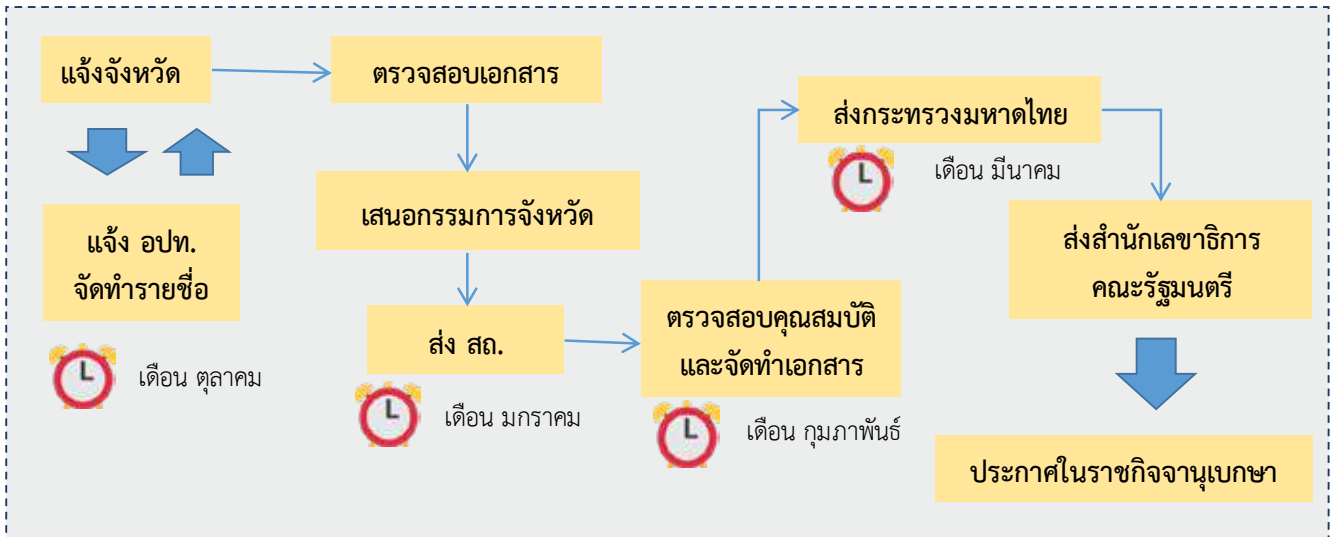 แจ้งจังหวัด
ตรวจสอบเอกสาร
ส่งกระทรวงมหาดไทย
เดือน มีนาคม
แจ้ง อปท.
จัดทำรายชื่อ
เดือน ตุลาคม
เสนอกรรมการจังหวัด
ส่ง สถ.
เดือน มกราคม
ตรวจสอบคุณสมบัติ
และจัดทำเอกสาร
เดือน กุมภาพันธ์
ส่งสำนักเลขาธิการ
คณะรัฐมนตรี
ประกาศในราชกิจจานุเบกษา